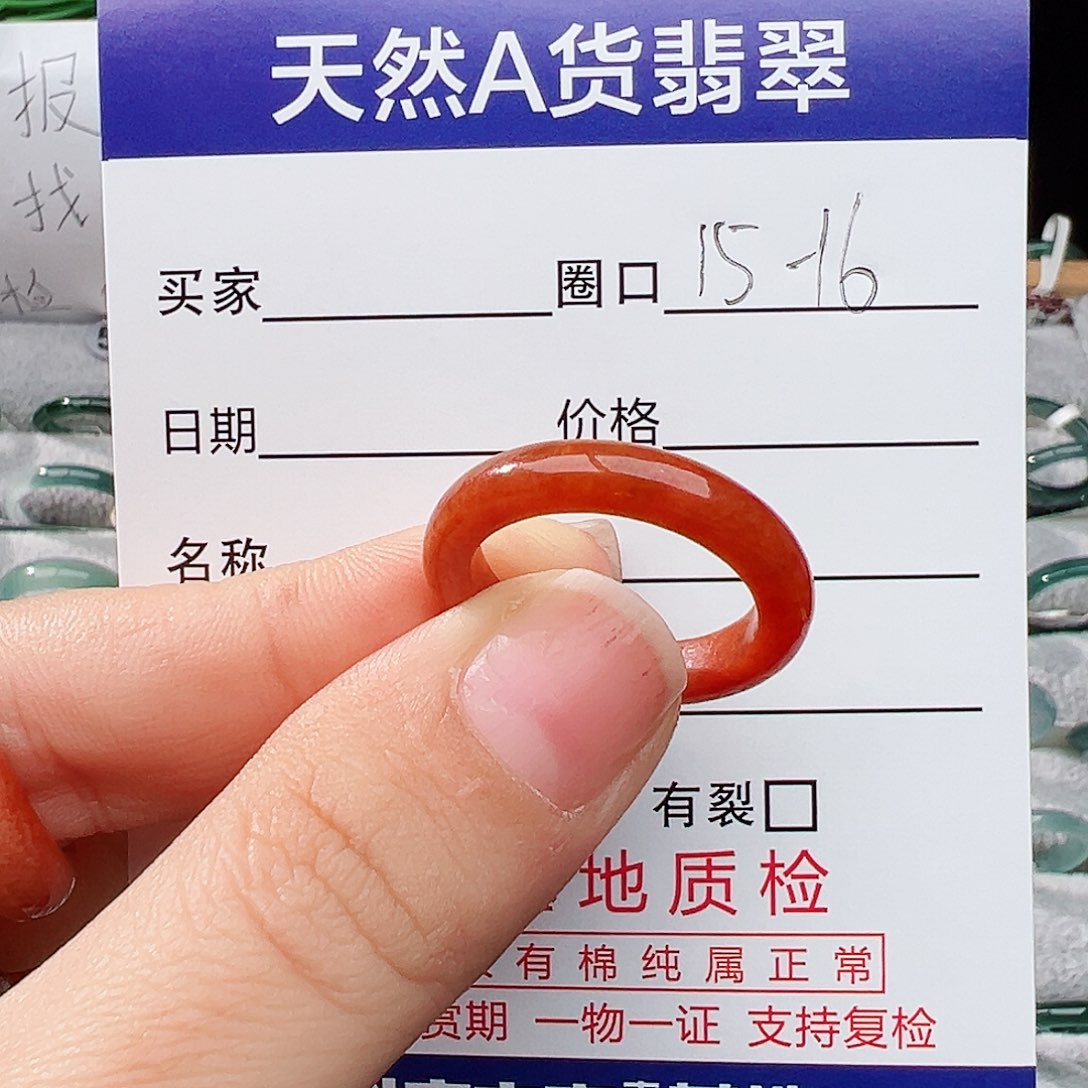 天然A货翡翠
报
找
检
买家 圈口 15-16
日期 价格
名称
有裂
地质检
有棉纯属正常
赏期 一物一证 支持复检